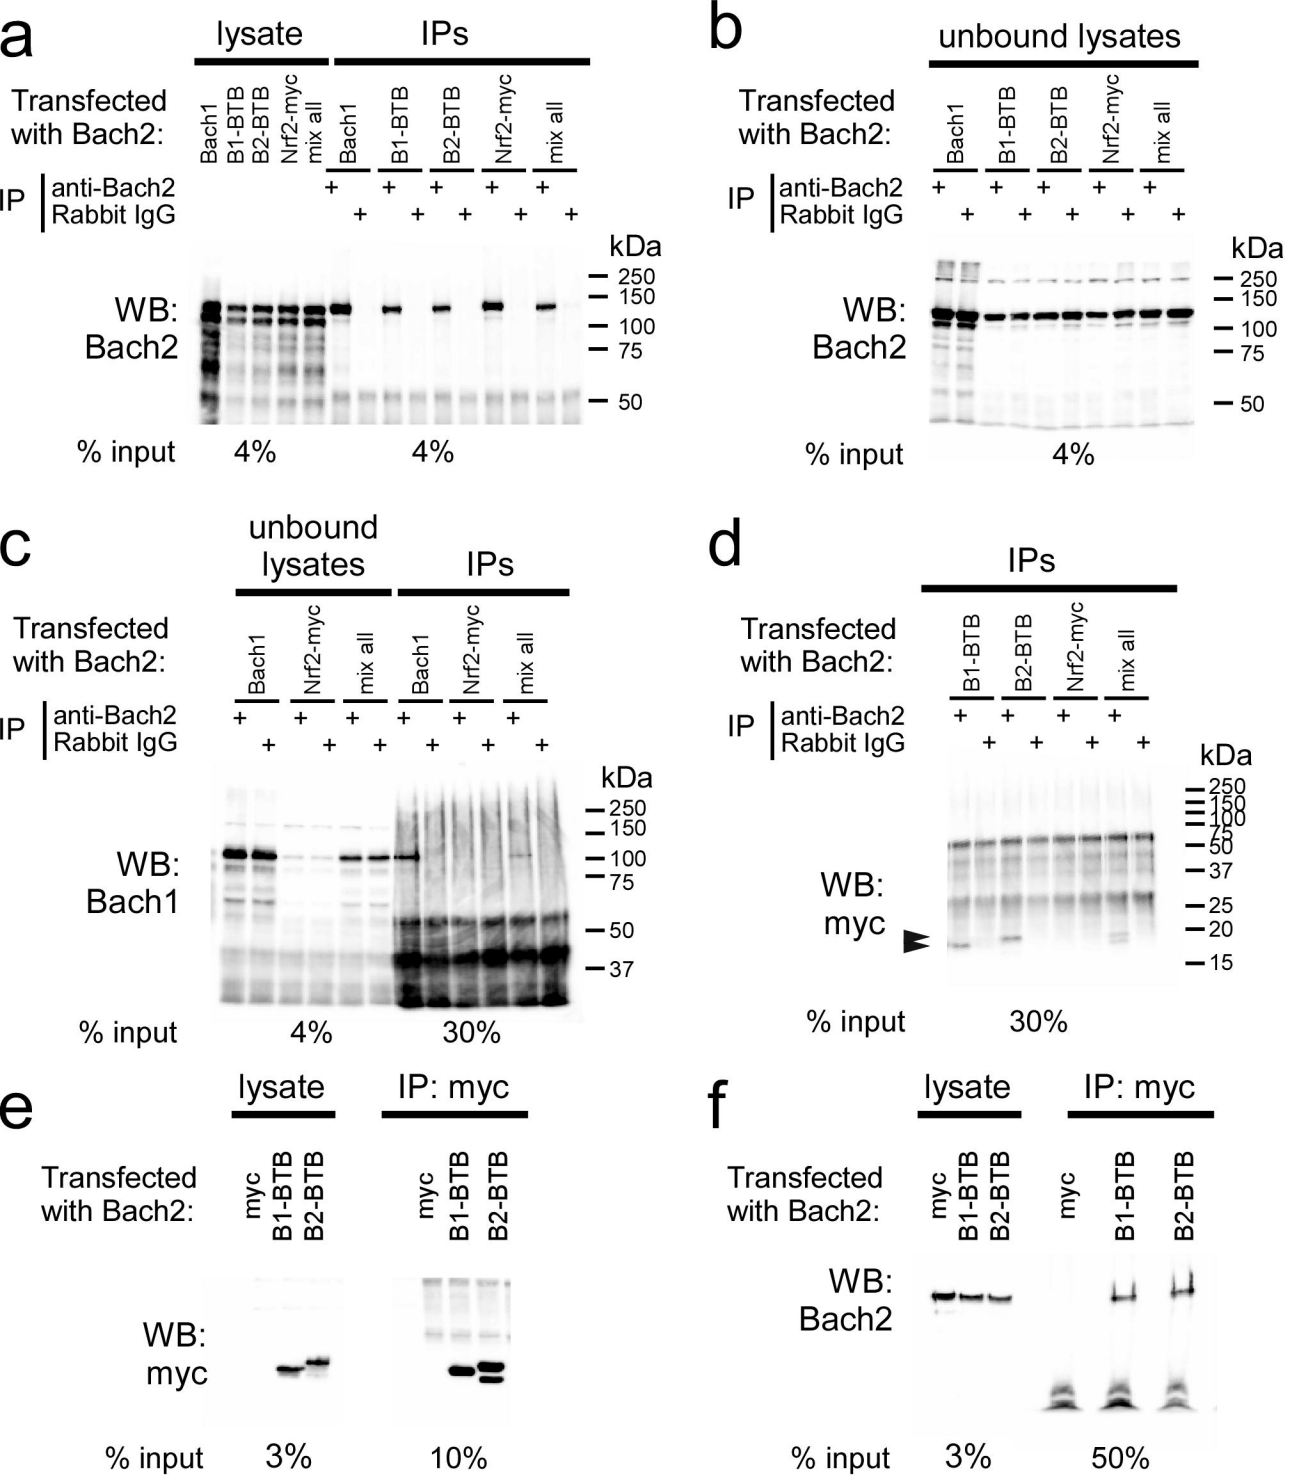 a
lysate IPs
Transfected with Bach2:
Bach1 B1-BTB B2-BTB Nrf2-myc mix all Bach1 B1-BTB B2-BTB Nrf2-myc mix all
IP
anti-Bach2 + + + + +
Rabbit IgG + + + + +
kDa
WB: Bach2
250
150
100
75
50
% input 4% 4%
b
unbound lysates
Transfected with Bach2:
Bach1 B1-BTB B2-BTB Nrf2-myc mix all
IP
anti-Bach2 + + + + +
Rabbit IgG + + + + +
kDa
WB: Bach2
250
150
100
75
50
% input 4%
c
unbound lysates IPs
Transfected with Bach2:
Bach1 Nrf2-myc mix all Bach1 Nrf2-myc mix all
IP
anti-Bach2 + + + + + +
Rabbit IgG + + + + + +
kDa
WB: Bach1
250
150
100
75
50
37
% input 4% 30%
d
IPs
Transfected with Bach2:
B1-BTB B2-BTB Nrf2-myc mix all
IP
anti-Bach2 + + + +
Rabbit IgG + + + +
kDa
WB: myc
250
150
100
75
50
37
25
20
15
% input 30%
e
lysate IP: myc
Transfected with Bach2:
myc B1-BTB B2-BTB myc B1-BTB B2-BTB
WB: myc
% input 3% 10%
f
lysate IP: myc
Transfected with Bach2:
myc B1-BTB B2-BTB myc B1-BTB B2-BTB
WB: Bach2
% input 3% 50%